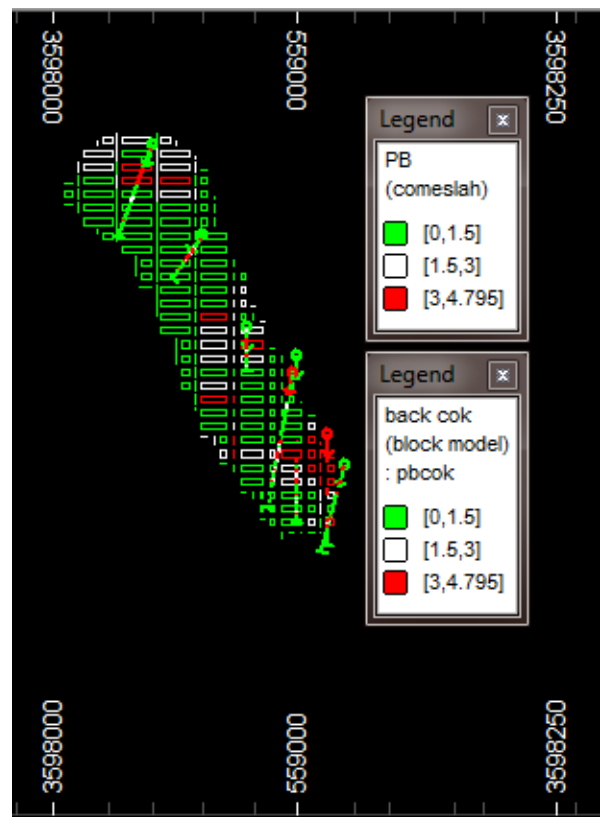 3598000
559000
3598250
Legend
PB
(comeslah)
[0,1.5]
[1.5,3]
[3,4.795]
Legend
back cok
(block model)
: pbcok
[0,1.5]
[1.5,3]
[3,4.795]
3598000
559000
3598250